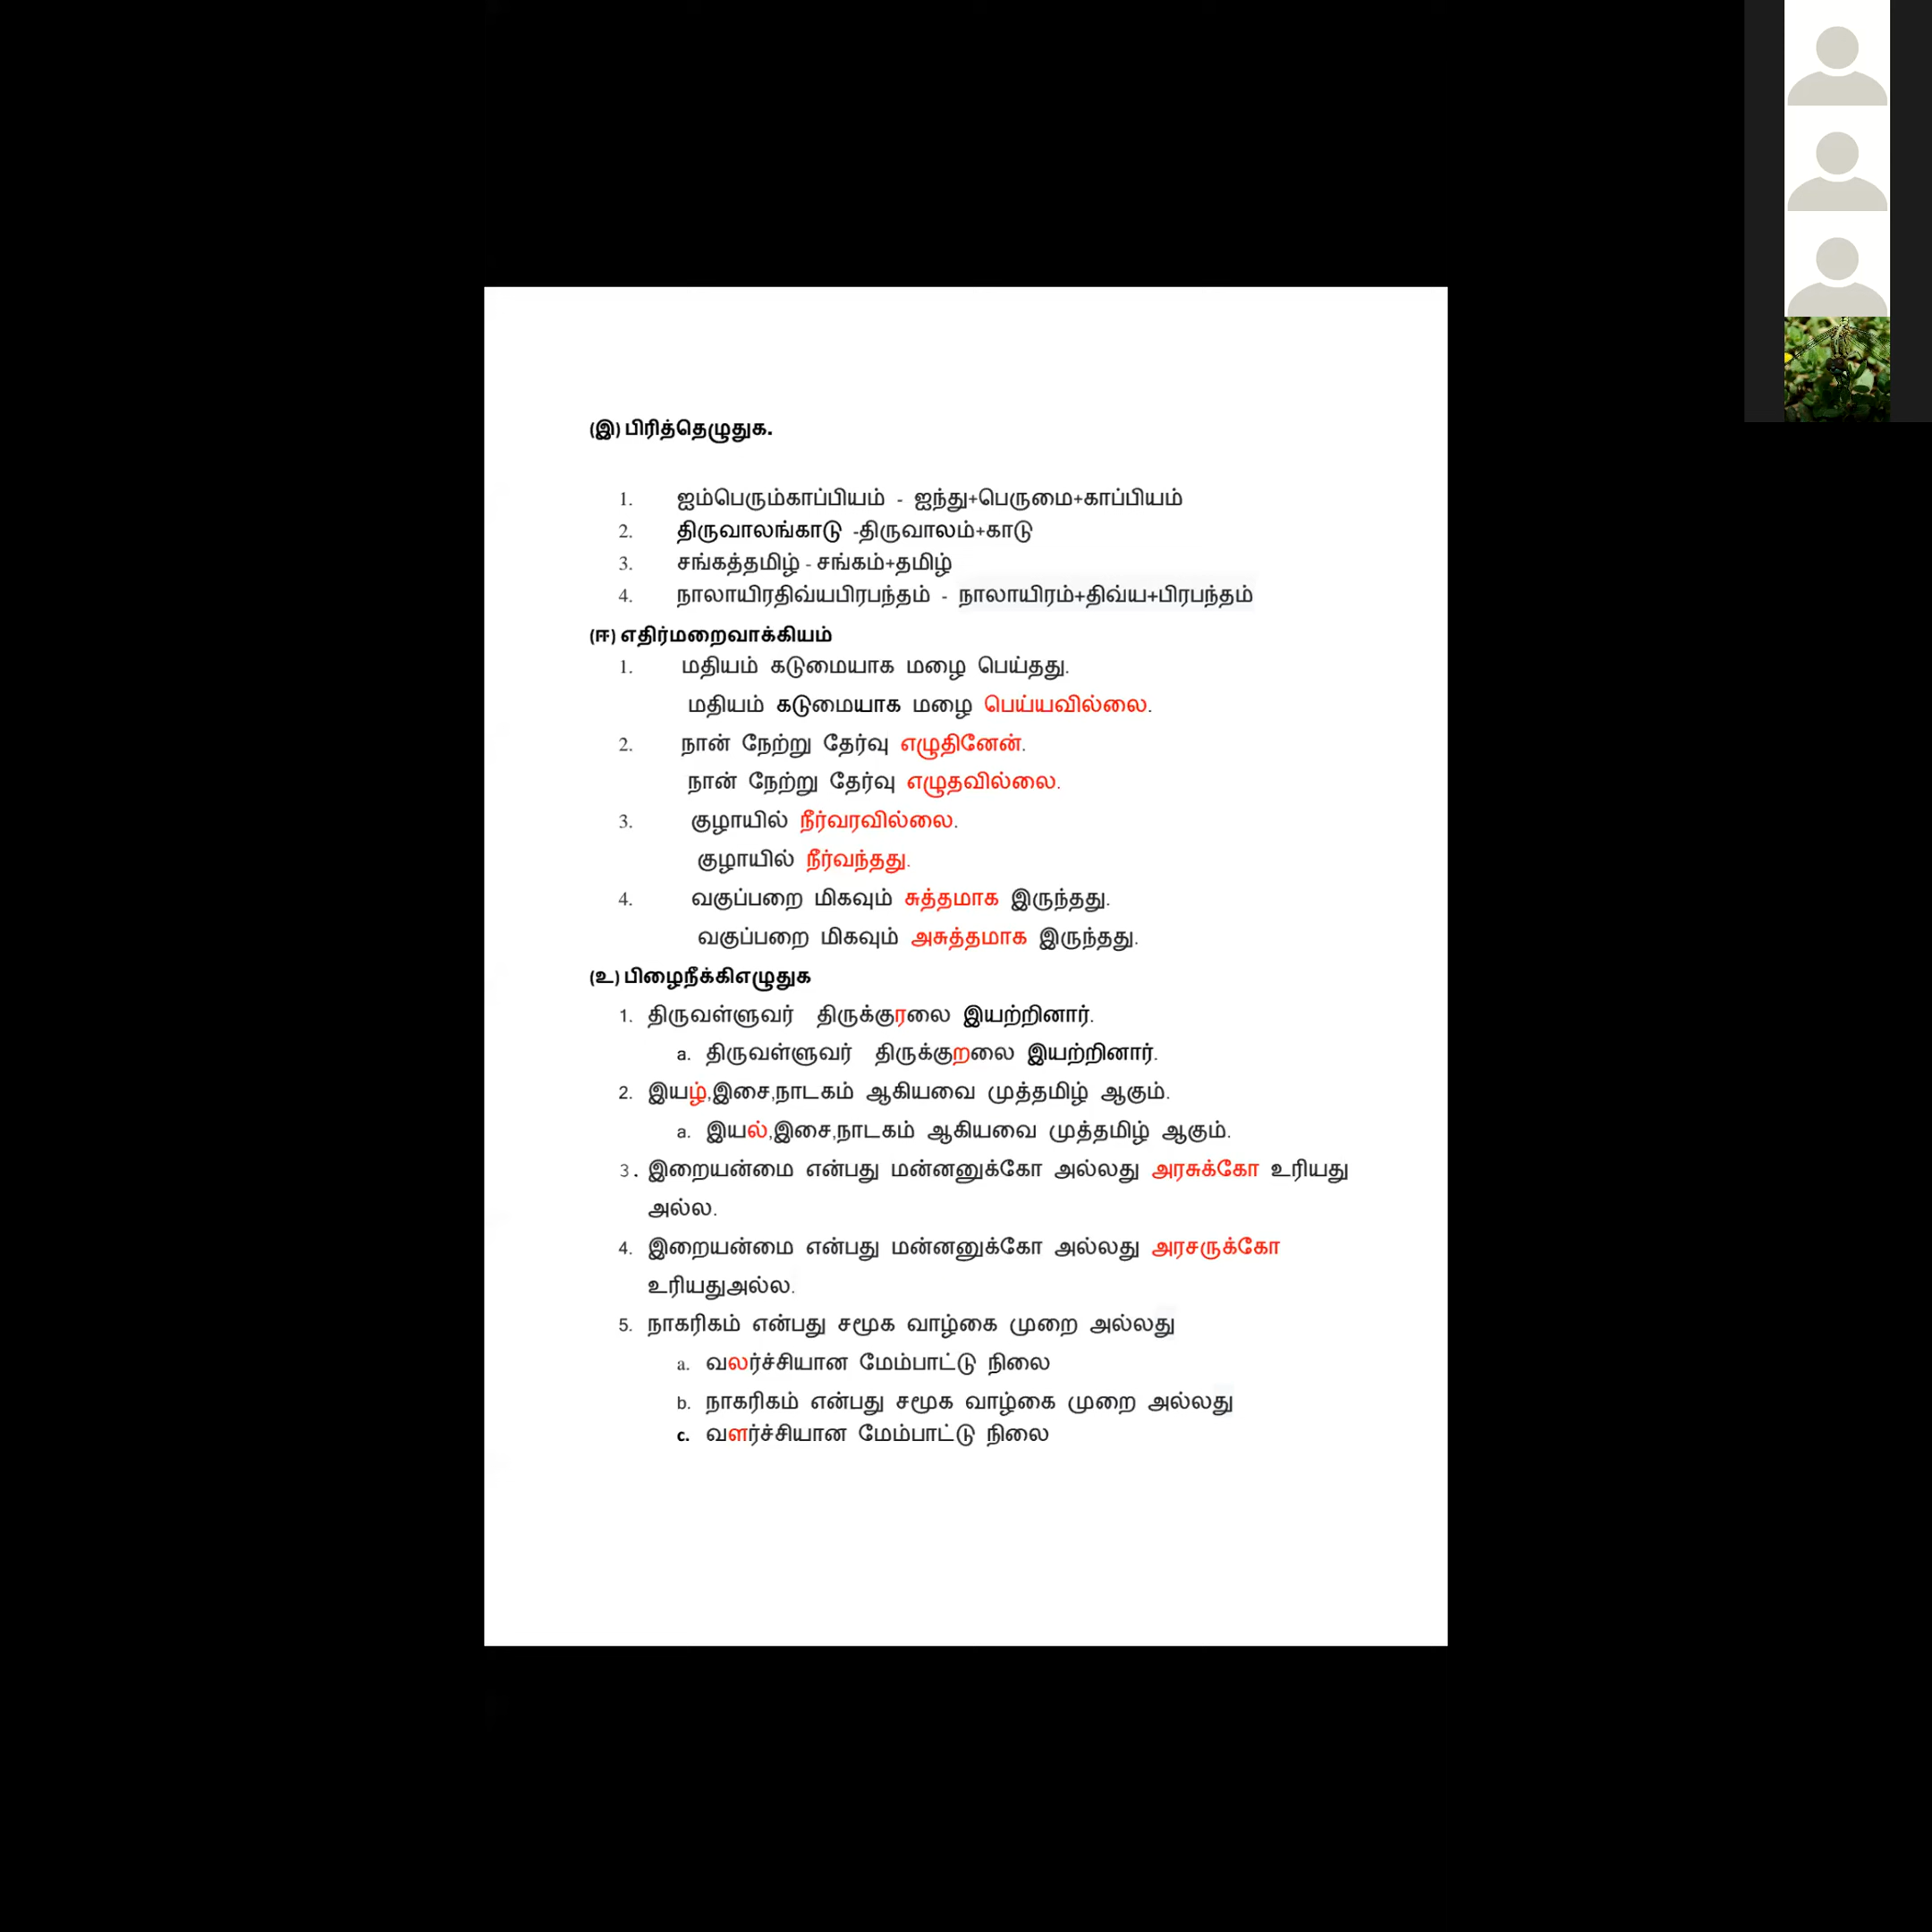 (இ) பிரித்தெழுதுக.
1. ஐம்பெரும்காப்பியம் - ஐந்து+பெருமை+காப்பியம்
2. திருவாலங்காடு -திருவாலம்+காடு
3. சங்கத்தமிழ் - சங்கம்+தமிழ்
4. நாலாயிரதிவ்யபிரபந்தம் - நாலாயிரம்+திவ்ய+பிரபந்தம்
(ஈ) எதிர்மறைவாக்கியம்
1. மதியம் கடுமையாக மழை பெய்தது.
மதியம் கடுமையாக மழை பெய்யவில்லை.
2. நான் நேற்று தேர்வு எழுதினேன்.
நான் நேற்று தேர்வு எழுதவில்லை.
3. குழாயில் நீர்வரவில்லை.
குழாயில் நீர்வந்தது.
4. வகுப்பறை மிகவும் சுத்தமாக இருந்தது.
வகுப்பறை மிகவும் அசுத்தமாக இருந்தது.
(உ) பிழைநீக்கிஎழுதுக
1. திருவள்ளுவர் திருக்குரலை இயற்றினார்.
a. திருவள்ளுவர் திருக்குறலை இயற்றினார்.
2. இயழ்,இசை,நாடகம் ஆகியவை முத்தமிழ் ஆகும்.
a. இயல்,இசை,நாடகம் ஆகியவை முத்தமிழ் ஆகும்.
3. இறையன்மை என்பது மன்னனுக்கோ அல்லது அரசுக்கோ உரியது
அல்ல.
4. இறையன்மை என்பது மன்னனுக்கோ அல்லது அரசருக்கோ
உரியதுஅல்ல.
5. நாகரிகம் என்பது சமூக வாழ்கை முறை அல்லது
a. வலர்ச்சியான மேம்பாட்டு நிலை
b. நாகரிகம் என்பது சமூக வாழ்கை முறை அல்லது
c. வளர்ச்சியான மேம்பாட்டு நிலை